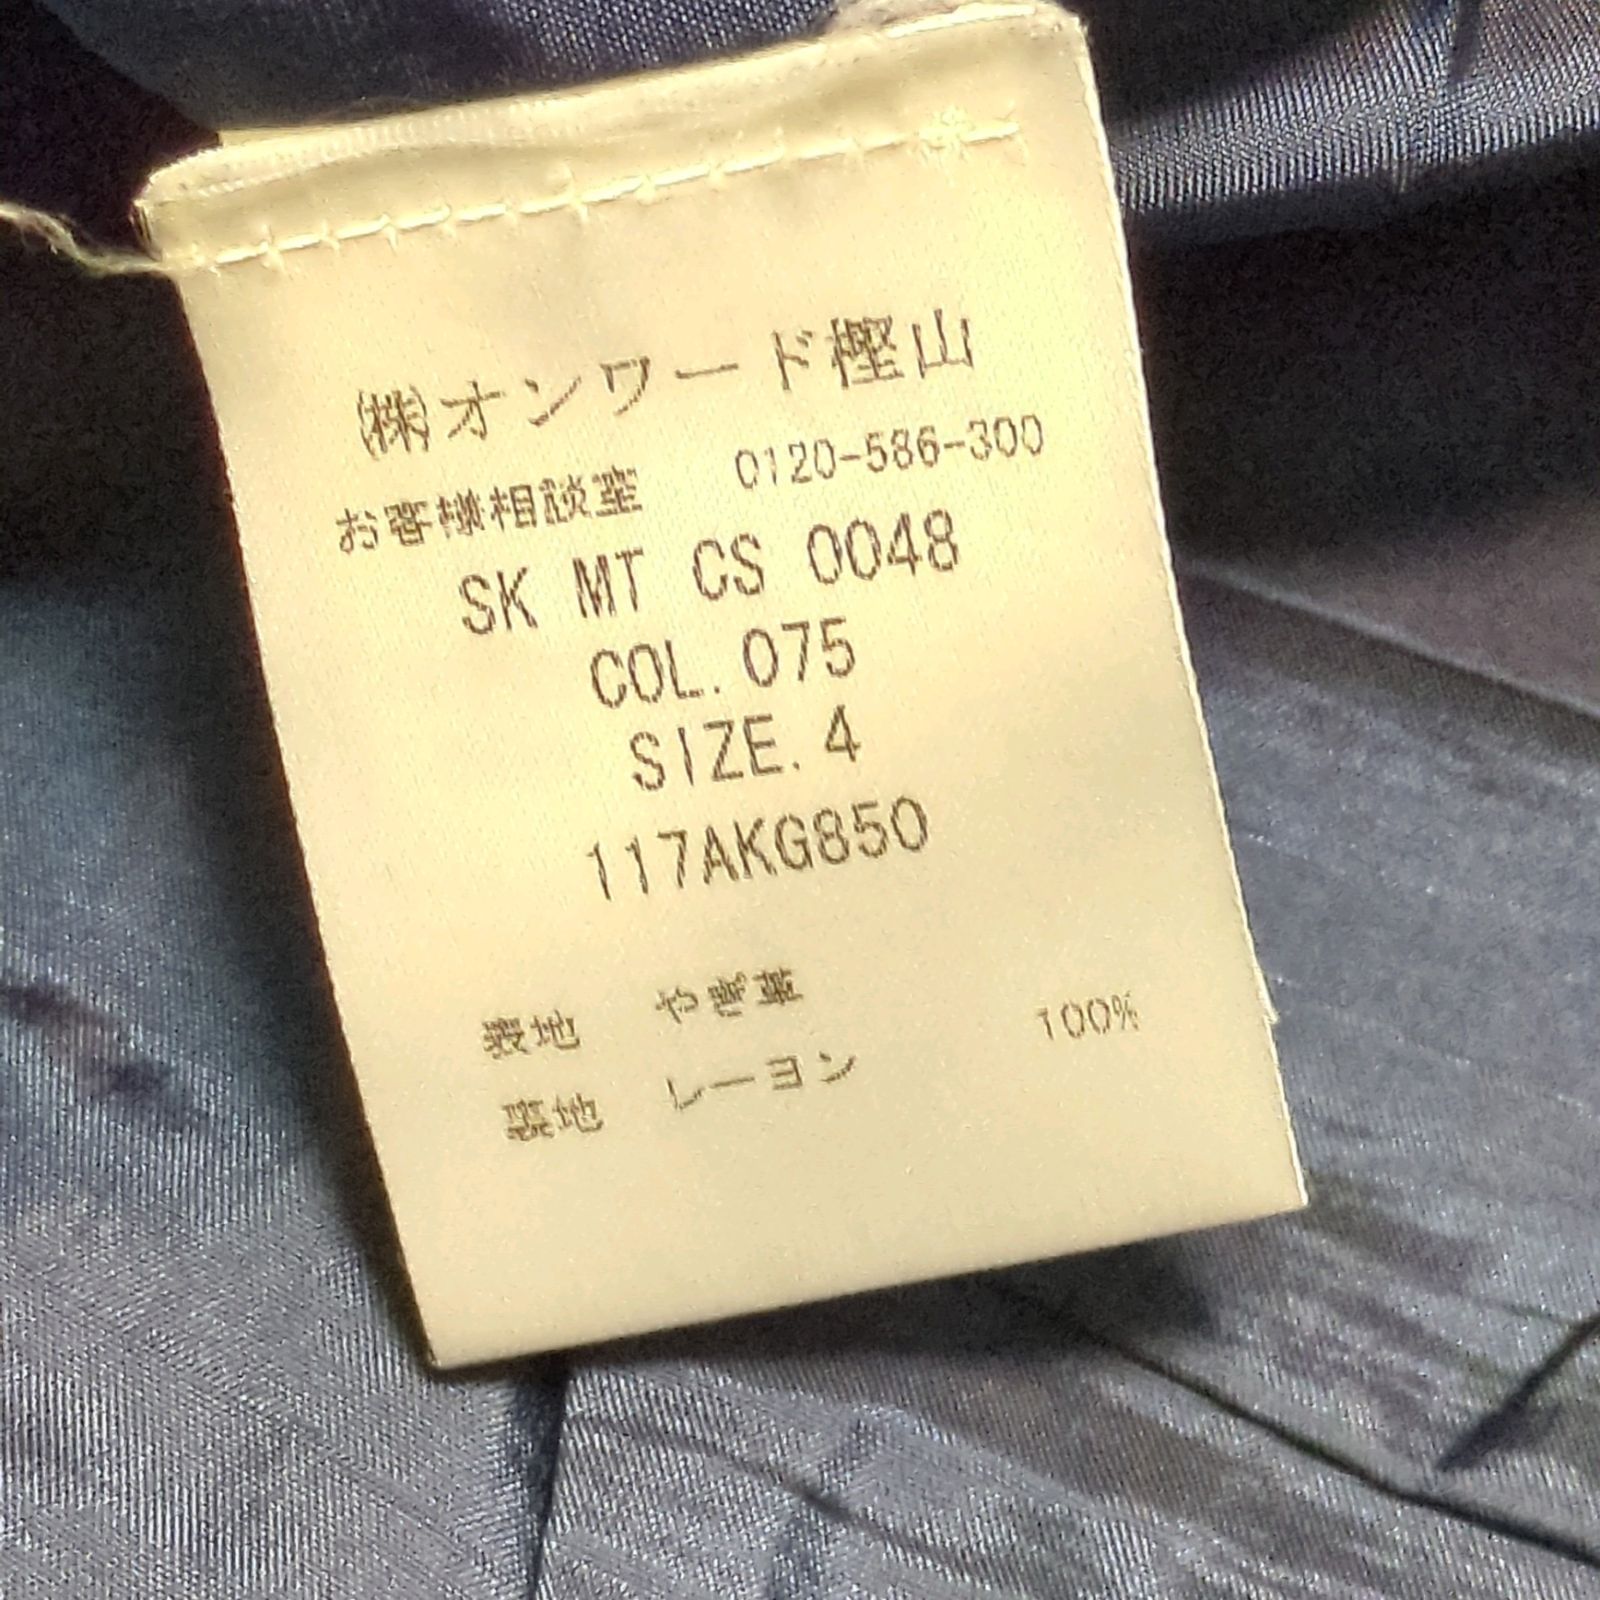 ㈱オンワード樫山
お客様相談室 0120-586-300
SK MT CS 0048
COL.075
SIZE.4
117AKG850
表地 やぎ革
裏地 レーヨン 100%